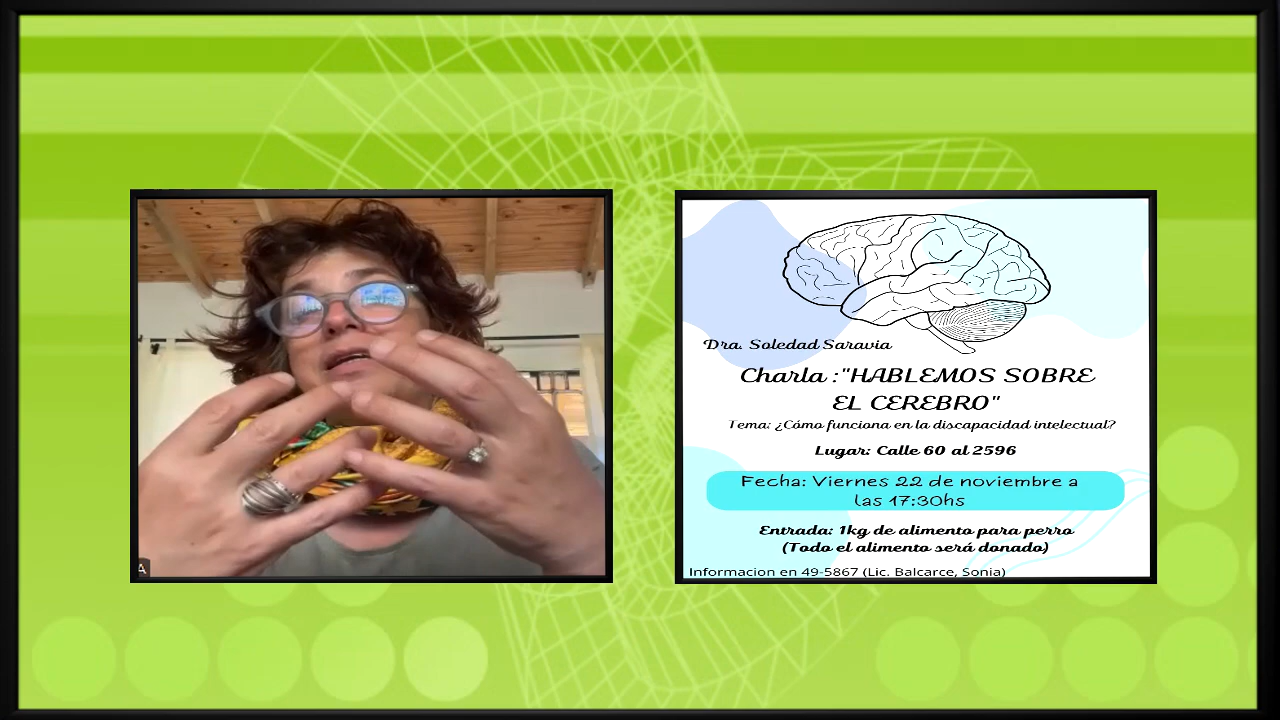 A
Dra. Soledad Saravia
Charla :"HABLEMOS SOBRE
EL CEREBRO"
Tema: ¿Cómo funciona en la discapacidad intelectual?
Lugar: Calle 60 al 2596
Fecha: Viernes 22 de noviembre a
las 17:30hs
Entrada: 1kg de alimento para perro
(Todo el alimento será donado)
Informacion en 49-5867 (Lic. Balcarce, Sonia)